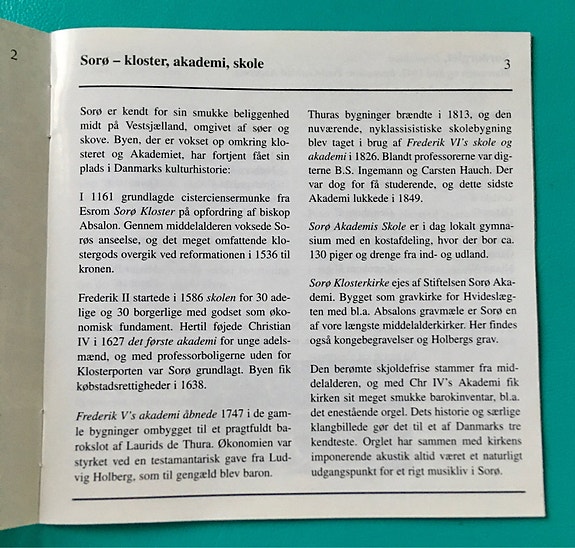 2
Sorø – kloster, akademi, skole
3
Sorø er kendt for sin smukke beliggenhed
midt på Vestsjælland, omgivet af søer og
skove. Byen, der er vokset op omkring klo-
steret og Akademiet, har fortjent fået sin
plads i Danmarks kulturhistorie:
I 1161 grundlagde cisterciensermunke fra
Esrom Sorø Kloster på opfordring af biskop
Absalon. Gennem middelalderen voksede So-
røs anseelse, og det meget omfattende klo-
stergods overgik ved reformationen i 1536 til
kronen.
Frederik II startede i 1586 skolen for 30 ade-
lige og 30 borgerlige med godset som øko-
nomisk fundament. Hertil føjede Christian
IV i 1627 det første akademi for unge adels-
mænd, og med professorboligerne uden for
Klosterporten var Sorø grundlagt. Byen fik
købstadsrettigheder i 1638.
Frederik V's akademi åbnede 1747 i de gam-
le bygninger ombygget til et pragtfuldt ba-
rokslot af Laurids de Thura. Økonomien var
styrket ved en testamantarisk gave fra Lud-
vig Holberg, som til gengæld blev baron.
Thuras bygninger brændte i 1813, og den
nuværende, nyklassisistiske skolebygning
blev taget i brug af Frederik VI's skole og
akademi i 1826. Blandt professorerne var dig-
terne B.S. Ingemann og Carsten Hauch. Der
var dog for få studerende, og dette sidste
Akademi lukkede i 1849.
Sorø Akademis Skole er i dag lokalt gymna-
sium med en kostafdeling, hvor der bor ca.
130 piger og drenge fra ind- og udland.
Sorø Klosterkirke ejes af Stiftelsen Sorø Aka-
demi. Bygget som gravkirke for Hvideslæg-
ten med bl.a. Absalons gravmæle er Sorø en
af vore længste middelalderkirker. Her findes
også kongebegravelser og Holbergs grav.
Den berømte skjoldefrise stammer fra mid-
delalderen, og med Chr IV's Akademi fik
kirken sit meget smukke barokinventar, bl.a.
det enestående orgel. Dets historie og særlige
klangbillede gør det til ef af Danmarks tre
kendteste. Orglet har sammen med kirkens
imponerende akustik altid været et naturligt
udgangspunkt for et rigt musikliv i Sorø.